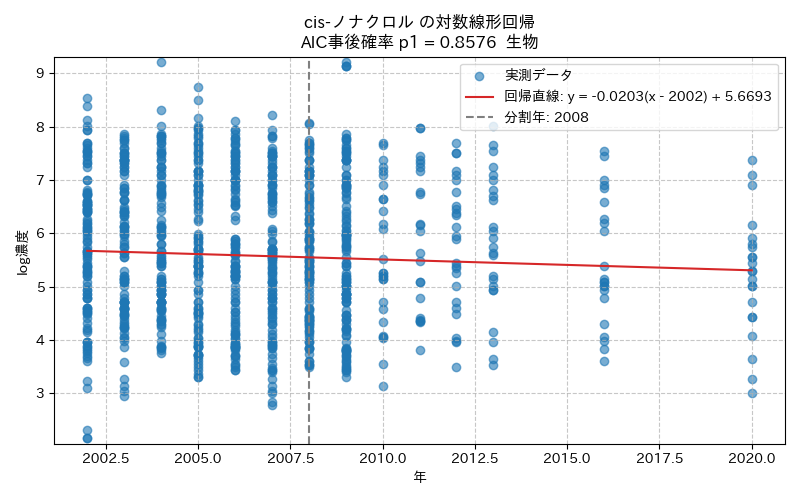 cis-ノナクロル の対数線形回帰
AIC事後確率 p1 = 0.8576 生物
実測データ
回帰直線: y = -0.0203(x - 2002) + 5.6693
分割年: 2008
log濃度
9
8
7
6
5
4
3
2002.5 2005.0 2007.5 2010.0 2012.5 2015.0 2017.5 2020.0
年